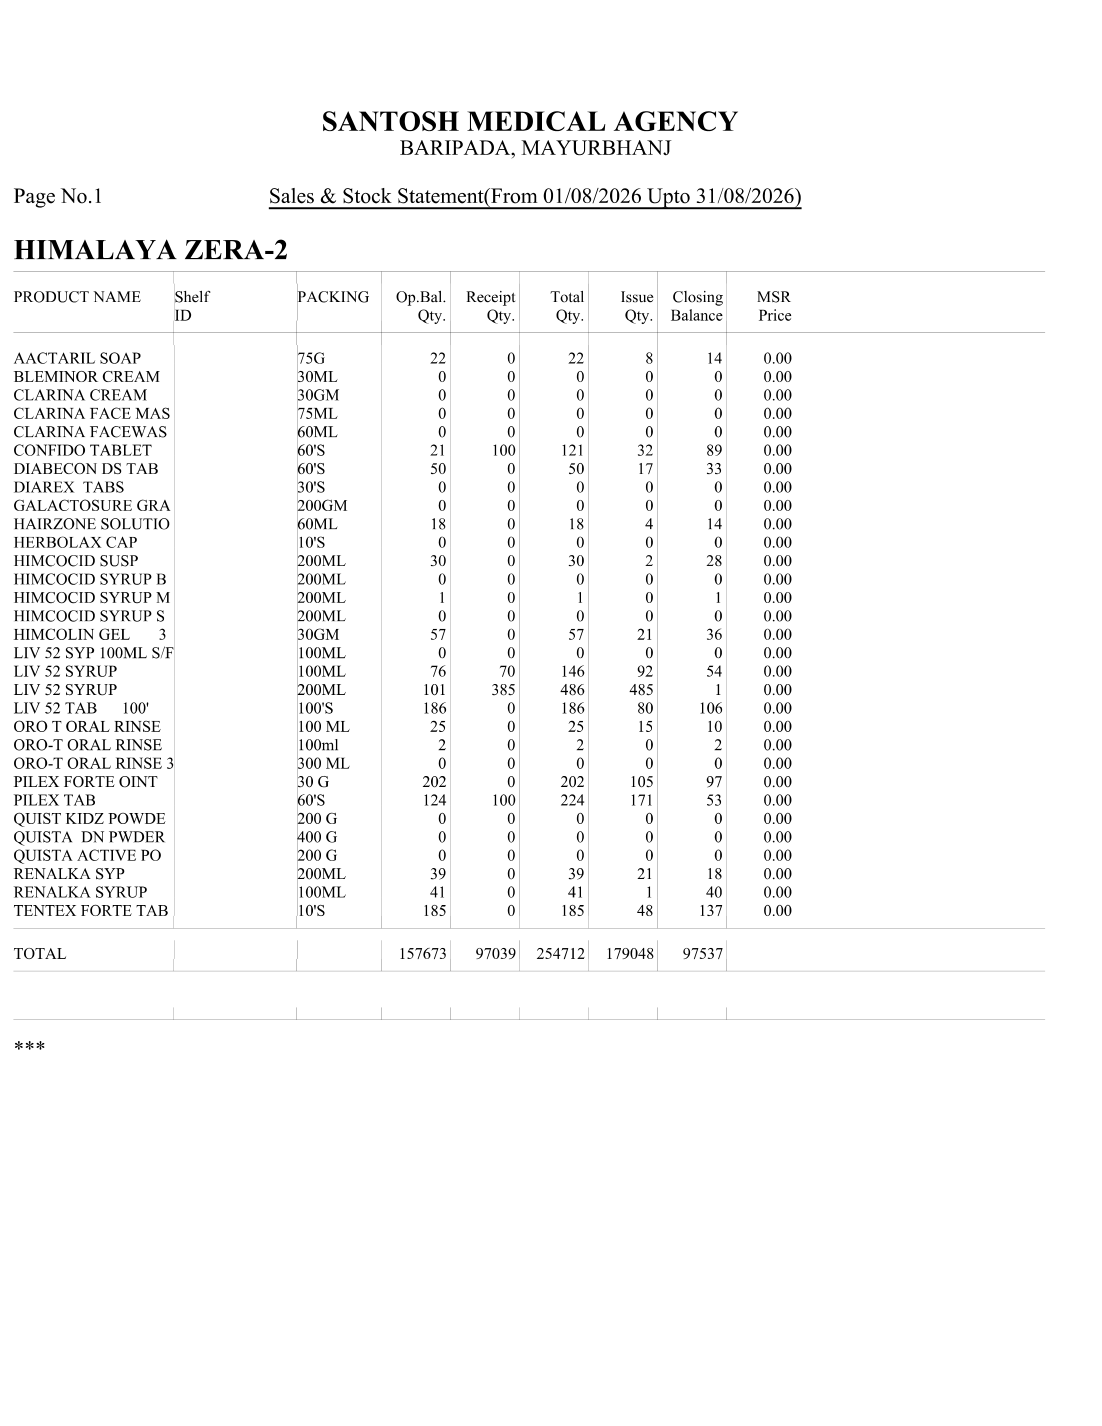 SANTOSH MEDICAL AGENCY
BARIPADA, MAYURBHANJ
Page No.1 Sales & Stock Statement(From 01/08/2026 Upto 31/08/2026)
HIMALAYA ZERA-2
PRODUCT NAME Shelf PACKING Op.Bal. Receipt Total Issue Closing MSR
ID Qty. Qty. Qty. Qty. Balance Price
AACTARIL SOAP 75G 22 0 22 8 14 0.00
BLEMINOR CREAM 30ML 0 0 0 0 0 0.00
CLARINA CREAM 30GM 0 0 0 0 0 0.00
CLARINA FACE MAS 75ML 0 0 0 0 0 0.00
CLARINA FACEWAS 60ML 0 0 0 0 0 0.00
CONFIDO TABLET 60'S 21 100 121 32 89 0.00
DIABECON DS TAB 60'S 50 0 50 17 33 0.00
DIAREX TABS 30'S 0 0 0 0 0 0.00
GALACTOSURE GRA 200GM 0 0 0 0 0 0.00
HAIRZONE SOLUTIO 60ML 18 0 18 4 14 0.00
HERBOLAX CAP 10'S 0 0 0 0 0 0.00
HIMCOCID SUSP 200ML 30 0 30 2 28 0.00
HIMCOCID SYRUP B 200ML 0 0 0 0 0 0.00
HIMCOCID SYRUP M 200ML 1 0 1 0 1 0.00
HIMCOCID SYRUP S 200ML 0 0 0 0 0 0.00
HIMCOLIN GEL 3 30GM 57 0 57 21 36 0.00
LIV 52 SYP 100ML S/F 100ML 0 0 0 0 0 0.00
LIV 52 SYRUP 100ML 76 70 146 92 54 0.00
LIV 52 SYRUP 200ML 101 385 486 485 1 0.00
LIV 52 TAB 100' 100'S 186 0 186 80 106 0.00
ORO T ORAL RINSE 100 ML 25 0 25 15 10 0.00
ORO-T ORAL RINSE 100ml 2 0 2 0 2 0.00
ORO-T ORAL RINSE 3 300 ML 0 0 0 0 0 0.00
PILEX FORTE OINT 30 G 202 0 202 105 97 0.00
PILEX TAB 60'S 124 100 224 171 53 0.00
QUIST KIDZ POWDE 200 G 0 0 0 0 0 0.00
QUISTA DN PWDER 400 G 0 0 0 0 0 0.00
QUISTA ACTIVE PO 200 G 0 0 0 0 0 0.00
RENALKA SYP 200ML 39 0 39 21 18 0.00
RENALKA SYRUP 100ML 41 0 41 1 40 0.00
TENTEX FORTE TAB 10'S 185 0 185 48 137 0.00
TOTAL 157673 97039 254712 179048 97537
***